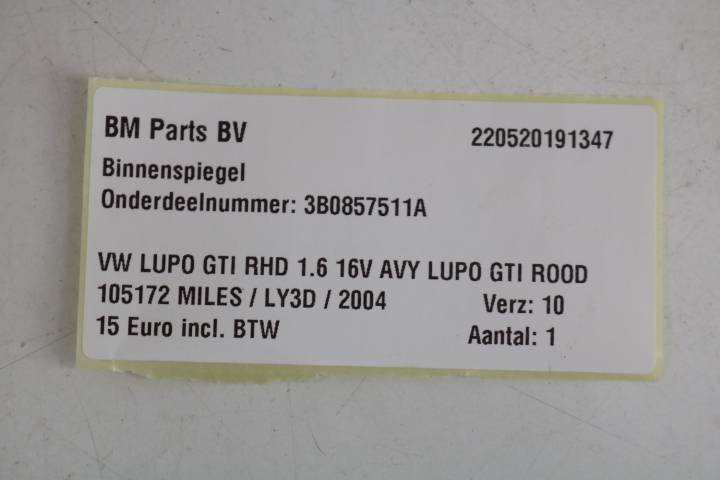 BM Parts BV 220520191347
Binnenspiegel
Onderdeelnummer: 3B0857511A
VW LUPO GTI RHD 1.6 16V AVY LUPO GTI ROOD
105172 MILES / LY3D / 2004 Verz: 10
15 Euro incl. BTW Aantal: 1